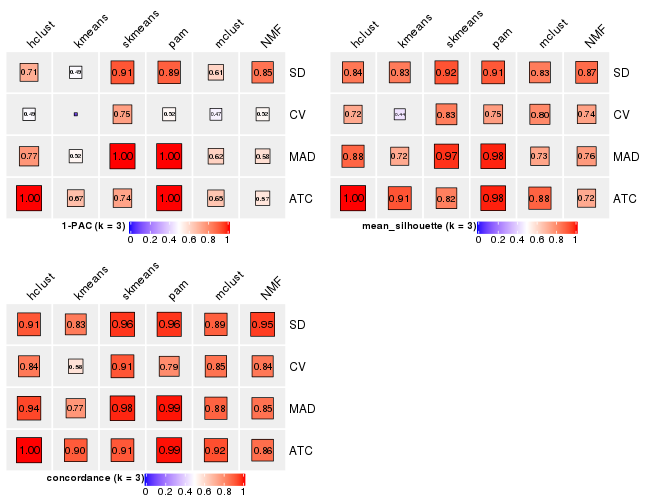 hclust kmeans skmeans pam mclust NMF
0.71 0.49 0.91 0.89 0.61 0.85 SD
0.49 0.75 0.52 0.47 0.52 CV
0.77 0.52 1.00 1.00 0.62 0.58 MAD
1.00 0.67 0.74 1.00 0.65 0.57 ATC
1-PAC (k = 3)
0 0.2 0.4 0.6 0.8 1
hclust kmeans skmeans pam mclust NMF
0.84 0.83 0.92 0.91 0.83 0.87 SD
0.72 0.44 0.83 0.75 0.80 0.74 CV
0.88 0.72 0.97 0.98 0.73 0.76 MAD
1.00 0.91 0.82 0.98 0.88 0.72 ATC
mean_silhouette (k = 3)
0 0.2 0.4 0.6 0.8 1
hclust kmeans skmeans pam mclust NMF
0.91 0.83 0.96 0.96 0.89 0.95 SD
0.84 0.58 0.91 0.79 0.85 0.84 CV
0.94 0.77 0.98 0.99 0.88 0.85 MAD
1.00 0.90 0.91 0.99 0.92 0.86 ATC
concordance (k = 3)
0 0.2 0.4 0.6 0.8 1